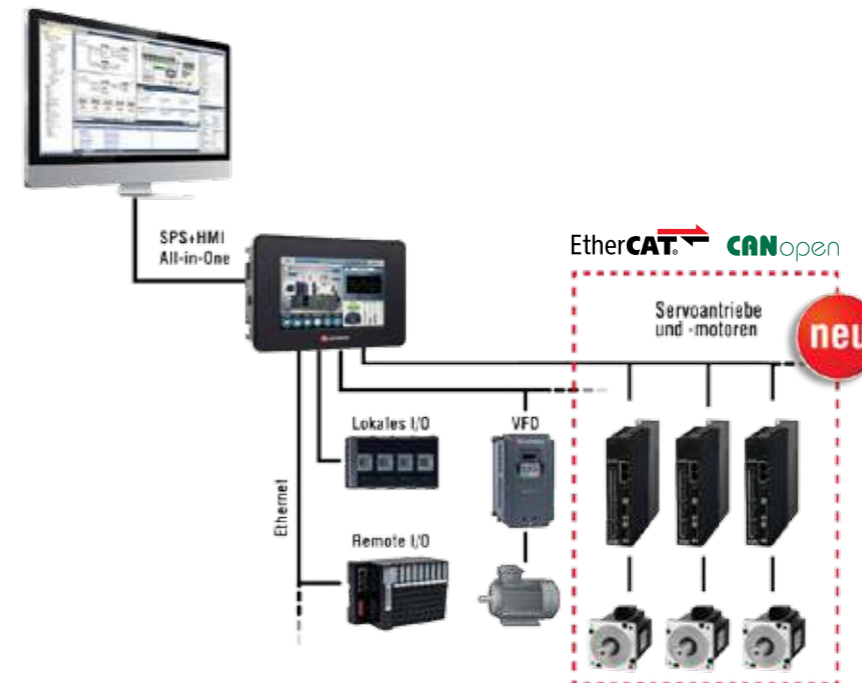 SPS+HMI
All-in-One
EtherCAT®
CANopen
Servoantriebe
und -motoren
neu
Lokales I/O
VFD
Ethernet
Remote I/O